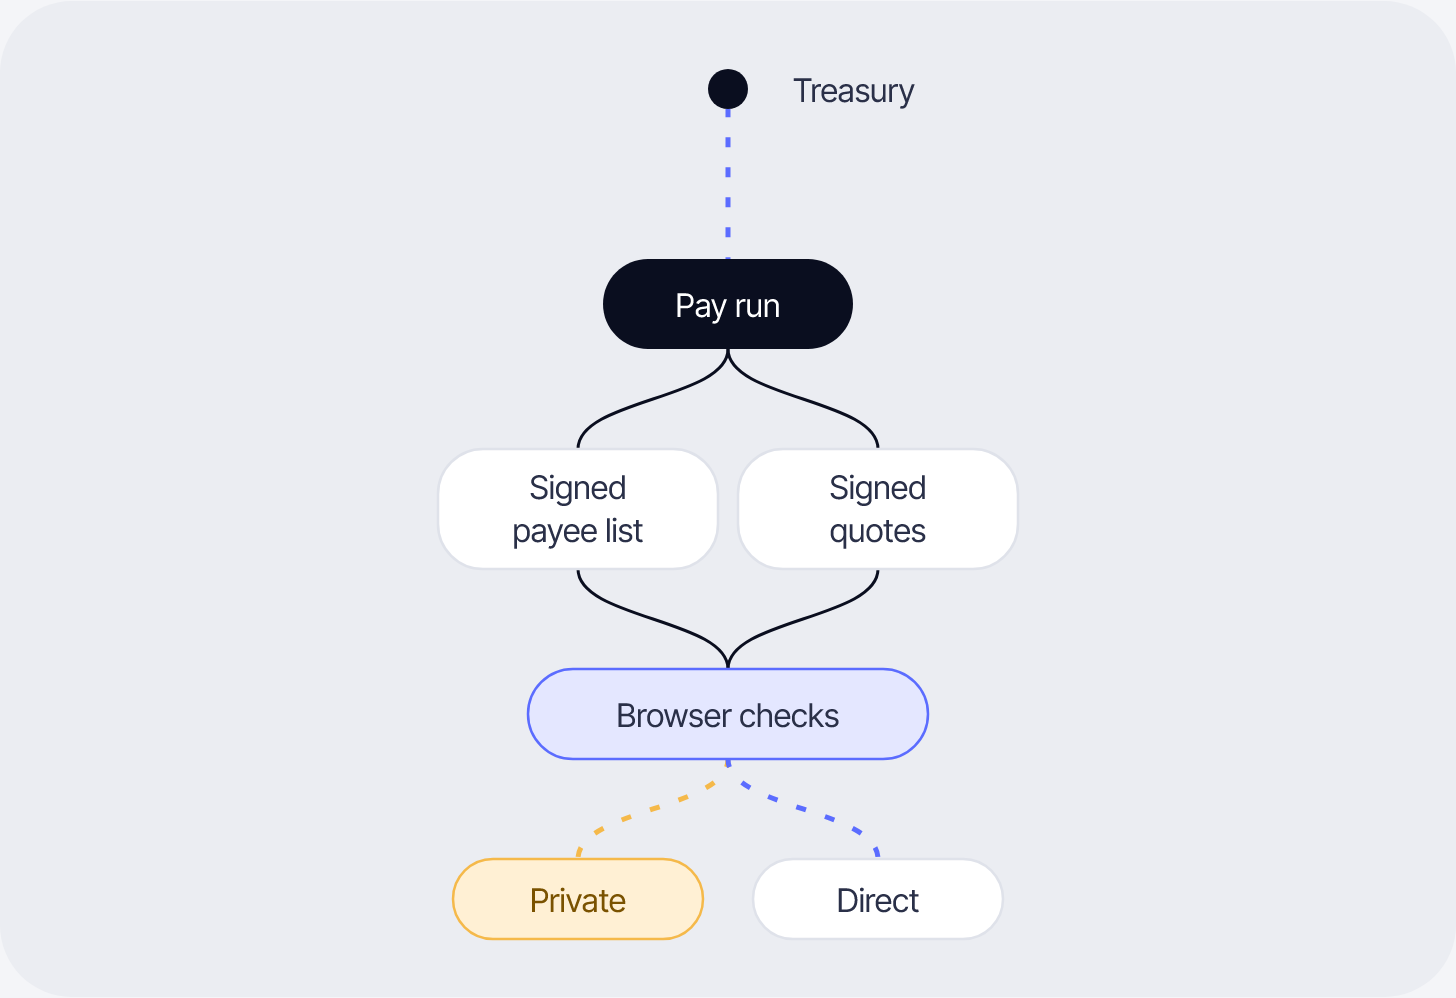 Treasury
Pay run
Signed
payee list
Signed
quotes
Browser checks
Private
Direct